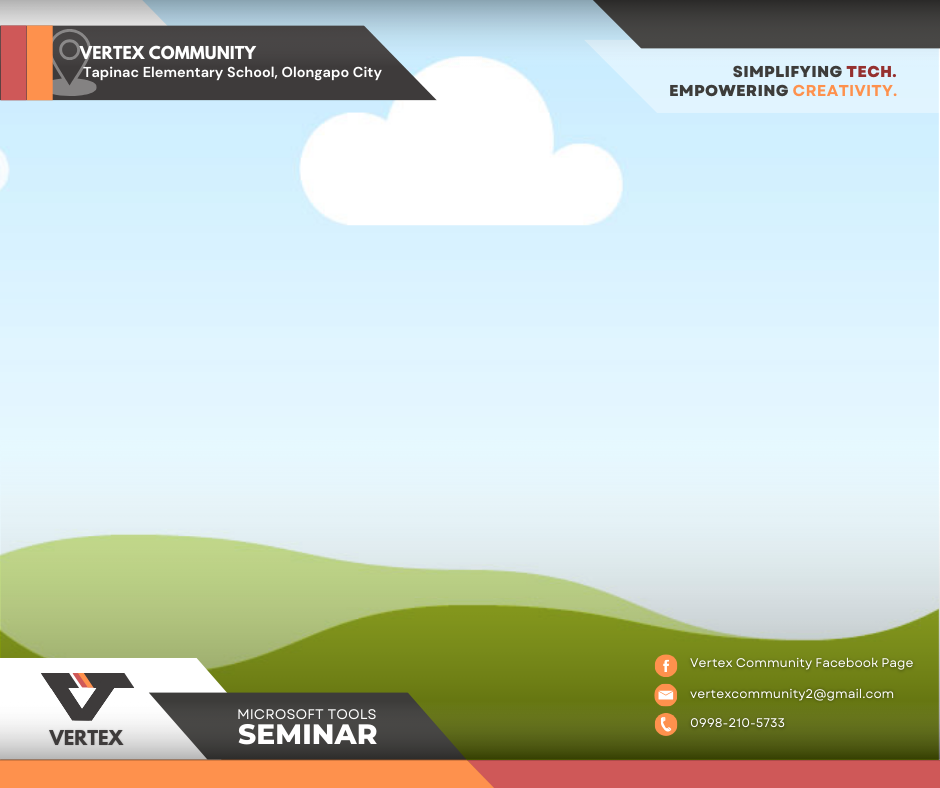 VERTEX COMMUNITY
Tapinac Elementary School, Olongapo City
SIMPLIFYING TECH.
EMPOWERING CREATIVITY.
Vertex Community Facebook Page
vertexcommunity2@gmail.com
0998-210-5733
VERTEX
MICROSOFT TOOLS
SEMINAR